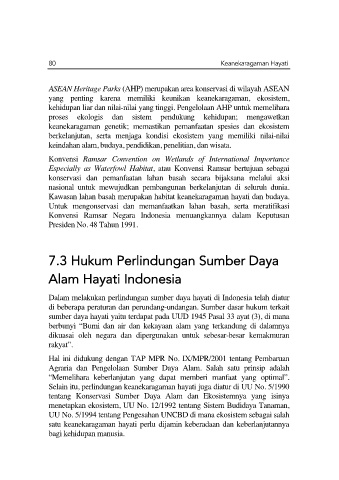 80 Keanekaragaman Hayati
ASEAN Heritage Parks (AHP) merupakan area konservasi di wilayah ASEAN
yang penting karena memiliki keunikan keanekaragaman, ekosistem,
kehidupan liar dan nilai-nilai yang tinggi. Pengelolaan AHP untuk memelihara
proses ekologis dan sistem pendukung kehidupan; mengawetkan
keanekaragaman genetik; memastikan pemanfaatan spesies dan ekosistem
berkelanjutan, serta menjaga kondisi ekosistem yang memiliki nilai-nilai
keindahan alam, budaya, pendidikan, penelitian, dan wisata.
Konvensi Ramsar Convention on Wetlands of International Importance
Especially as Waterfowl Habitat, atau Konvensi Ramsar bertujuan sebagai
konservasi dan pemanfaatan lahan basah secara bijaksana melalui aksi
nasional untuk mewujudkan pembangunan berkelanjutan di seluruh dunia.
Kawasan lahan basah merupakan habitat keanekaragaman hayati dan budaya.
Untuk mengonservasi dan memanfaatkan lahan basah, serta meratifikasi
Konvensi Ramsar Negara Indonesia menuangkannya dalam Keputusan
Presiden No. 48 Tahun 1991.
7.3 Hukum Perlindungan Sumber Daya
Alam Hayati Indonesia
Dalam melakukan perlindungan sumber daya hayati di Indonesia telah diatur
di beberapa peraturan dan perundang-undangan. Sumber dasar hukum terkait
sumber daya hayati yaitu terdapat pada UUD 1945 Pasal 33 ayat (3), di mana
berbunyi “Bumi dan air dan kekayaan alam yang terkandung di dalamnya
dikuasai oleh negara dan dipergunakan untuk sebesar-besar kemakmuran
rakyat”.
Hal ini didukung dengan TAP MPR No. IX/MPR/2001 tentang Pembaruan
Agraria dan Pengelolaan Sumber Daya Alam. Salah satu prinsip adalah
“Memelihara keberlanjutan yang dapat memberi manfaat yang optimal”.
Selain itu, perlindungan keanekaragaman hayati juga diatur di UU No. 5/1990
tentang Konservasi Sumber Daya Alam dan Ekosistemnya yang isinya
menetapkan ekosistem, UU No. 12/1992 tentang Sistem Budidaya Tanaman,
UU No. 5/1994 tentang Pengesahan UNCBD di mana ekosistem sebagai salah
satu keanekaragaman hayati perlu dijamin keberadaan dan keberlanjutannya
bagi kehidupan manusia.